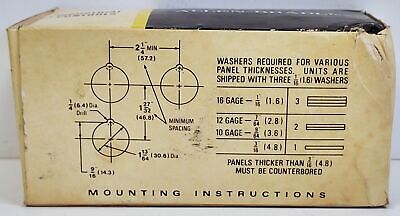 2 1/4 MIN
(57.2)
1/4 (6.4) Dia.
Drill
1 27/32
(46.8)
MINIMUM
SPACING
9/16 (14.3)
1 13/64 (30.6) Dia.
WASHERS REQUIRED FOR VARIOUS
PANEL THICKNESSES. UNITS ARE
SHIPPED WITH THREE 1/16 (1.6) WASHERS
16 GAGE — 1/16 (1.6) 3
12 GAGE — 7/64 (2.8)
10 GAGE — 9/64 (3.6) 2
3/16 (4.8) 1
PANELS THICKER THAN 3/16 (4.8)
MUST BE COUNTERBORED
MOUNTING INSTRUCTIONS